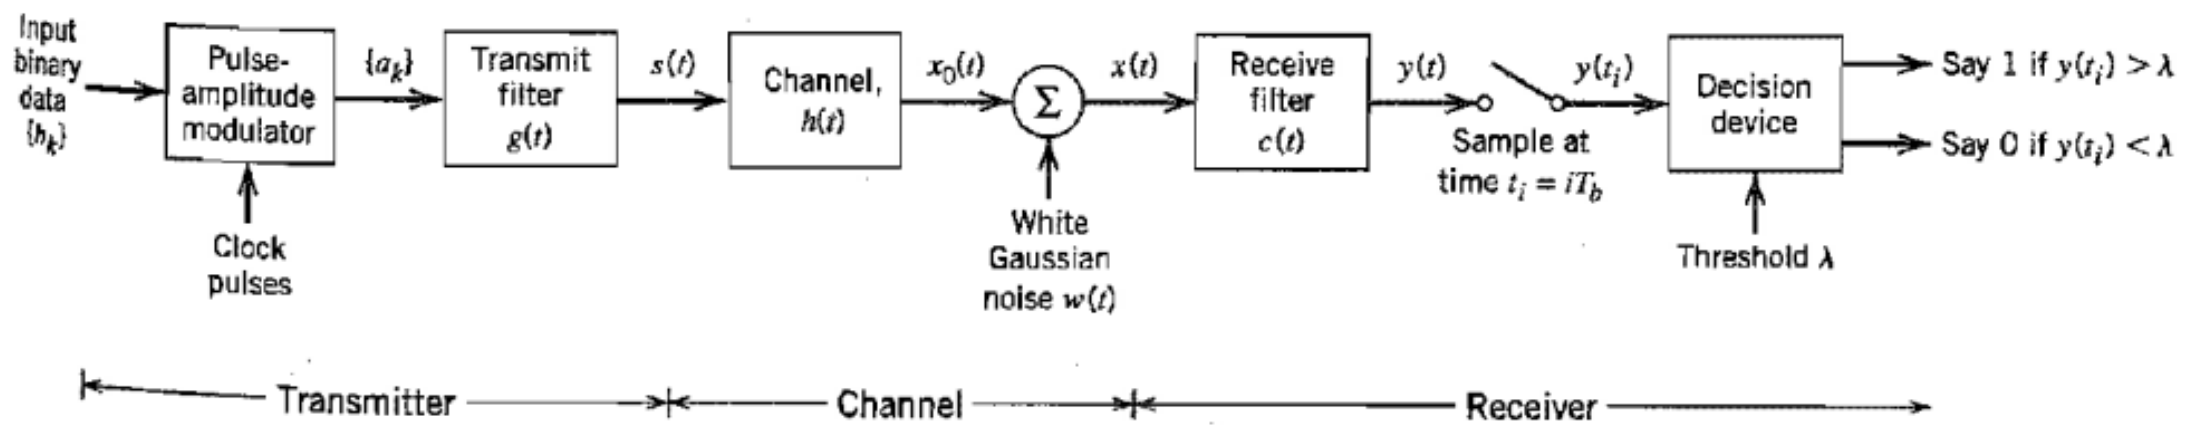 Input
binary
data
{b_k}
Pulse-
amplitude
modulator
Clock
pulses
{a_k}
Transmit
filter
g(t)
s(t)
Channel,
h(t)
x_0(t)
Σ
White
Gaussian
noise w(t)
x(t)
Receive
filter
c(t)
y(t)
Sample at
time t_i = iT_b
y(t_i)
Decision
device
Threshold λ
Say 1 if y(t_i) > λ
Say 0 if y(t_i) < λ
Transmitter
Channel
Receiver